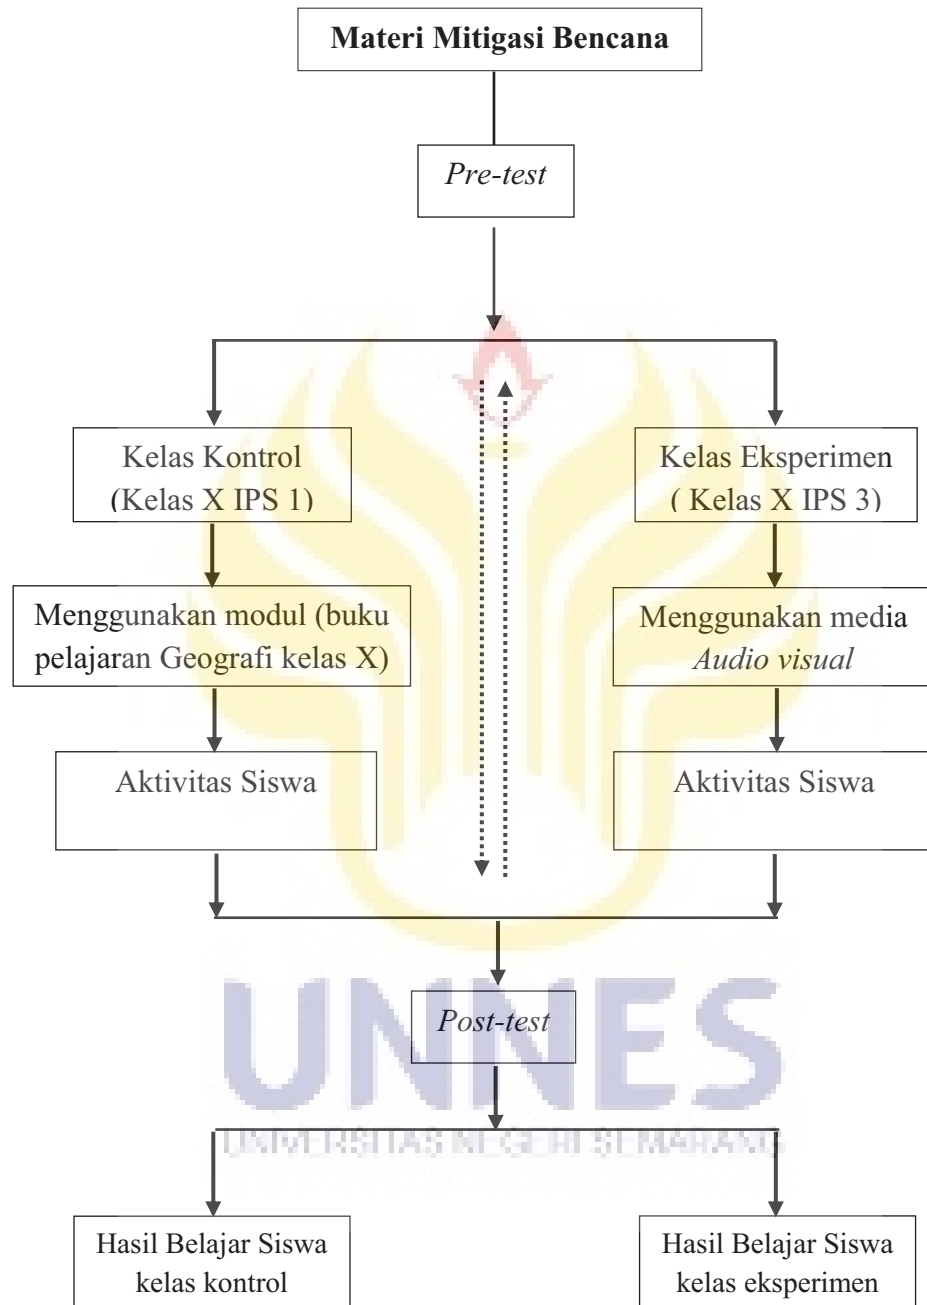 Materi Mitigasi Bencana
Pre-test
Kelas Kontrol
(Kelas X IPS 1)
Kelas Eksperimen
( Kelas X IPS 3)
Menggunakan modul (buku
pelajaran Geografi kelas X)
Menggunakan media
Audio visual
Aktivitas Siswa
Aktivitas Siswa
UNNES
Post-test
UNIVERSITAS NEGERI SEMARANG
Hasil Belajar Siswa
kelas kontrol
Hasil Belajar Siswa
kelas eksperimen